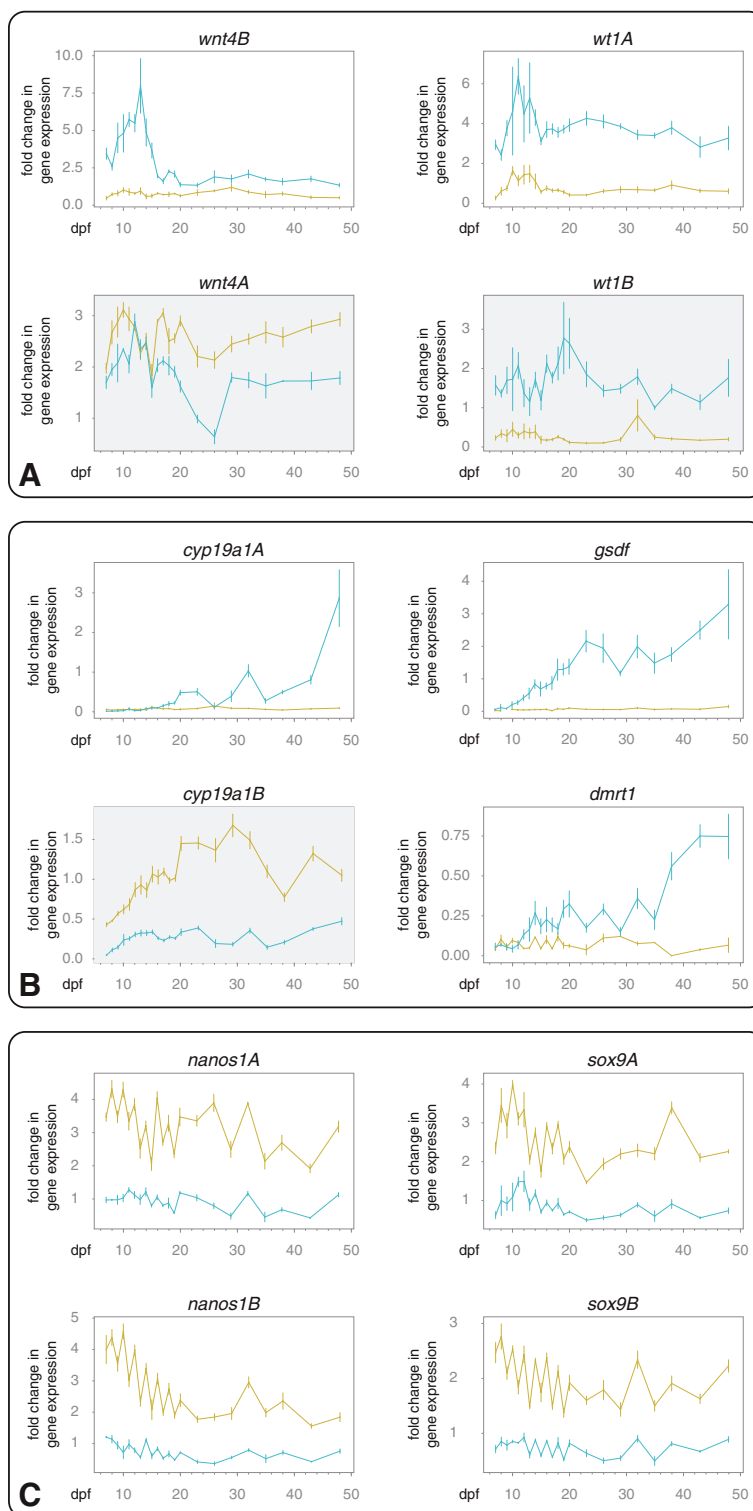 wnt4B
wt1A
fold change in
gene expression
10.0
7.5
5.0
2.5
0.0
fold change in
gene expression
6
4
2
0
dpf 10 20 30 40 50
dpf 10 20 30 40 50
wnt4A
wt1B
fold change in
gene expression
3
2
1
fold change in
gene expression
3
2
1
0
A
dpf 10 20 30 40 50
dpf 10 20 30 40 50
cyp19a1A
gsdf
fold change in
gene expression
3
2
1
0
fold change in
gene expression
4
3
2
1
0
dpf 10 20 30 40 50
dpf 10 20 30 40 50
cyp19a1B
dmrt1
fold change in
gene expression
1.5
1.0
0.5
0.0
fold change in
gene expression
0.75
0.50
0.25
0.00
B
dpf 10 20 30 40 50
dpf 10 20 30 40 50
nanos1A
sox9A
fold change in
gene expression
4
3
2
1
fold change in
gene expression
4
3
2
1
dpf 10 20 30 40 50
dpf 10 20 30 40 50
nanos1B
sox9B
fold change in
gene expression
5
4
3
2
1
fold change in
gene expression
3
2
1
C
dpf 10 20 30 40 50
dpf 10 20 30 40 50